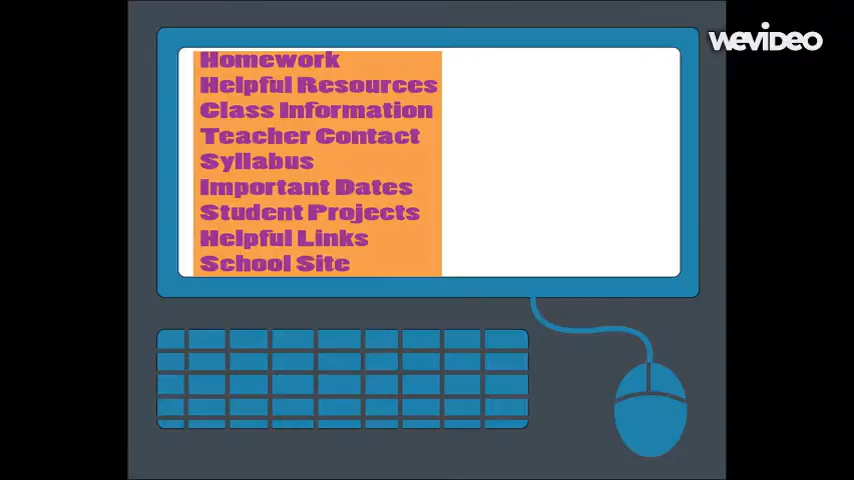 WEVIDEO
Homework
Helpful Resources
Class Information
Teacher Contact
Syllabus
Important Dates
Student Projects
Helpful Links
School Site